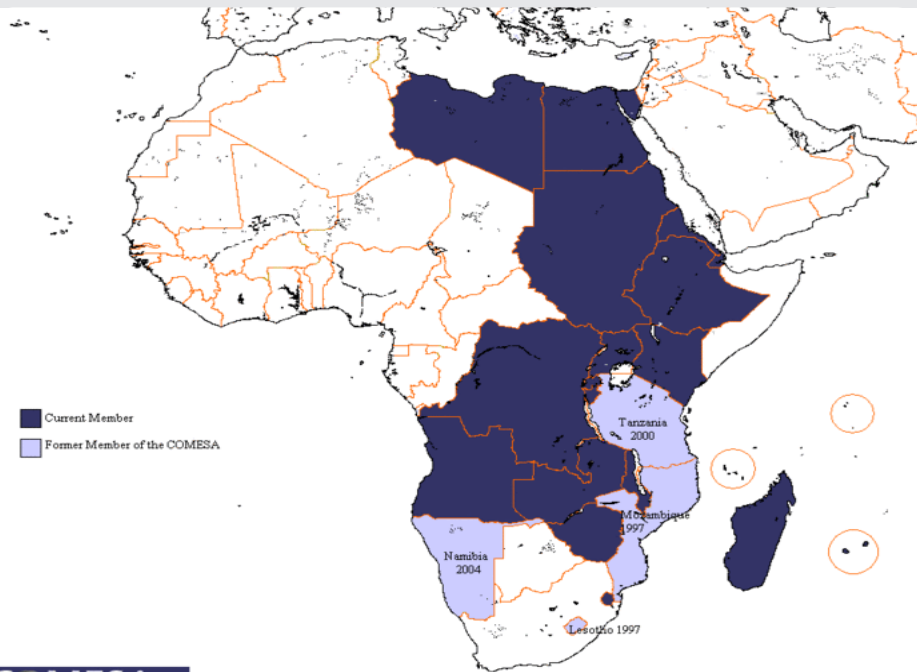 Current Member
Former Member of the COMESA
Tanzania
2000
Mozambique
1997
Namibia
2004
Lesotho 1997